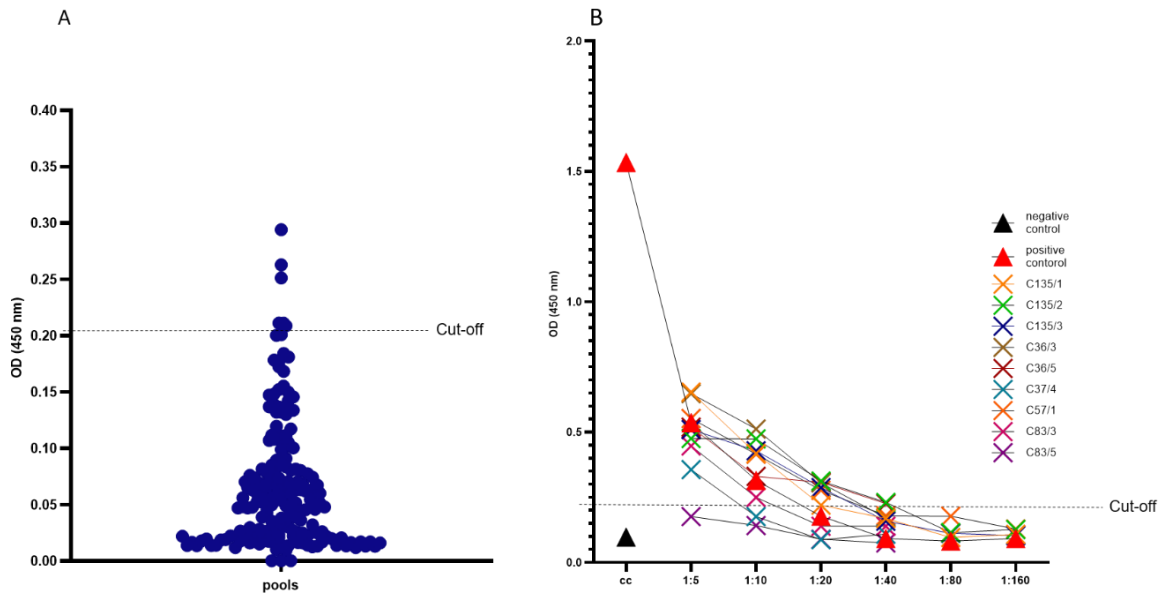 A
OD (450 nm)
0.40
0.35
0.30
0.25
0.20
0.15
0.10
0.05
0.00
Cut-off
pools
B
OD (450 nm)
2.0
1.5
1.0
0.5
0.0
Cut-off
cc 1:5 1:10 1:20 1:40 1:80 1:160
negative
control
positive
contorol
C135/1
C135/2
C135/3
C36/3
C36/5
C37/4
C57/1
C83/3
C83/5